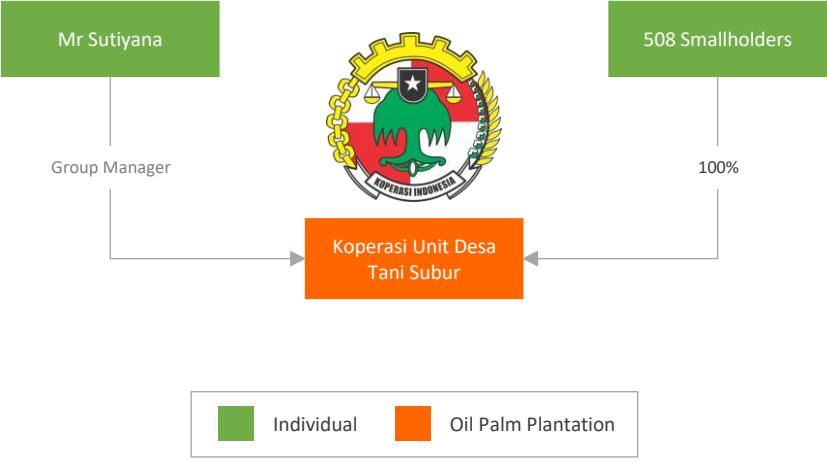 Mr Sutiyana
508 Smallholders
KOPERASI INDONESIA
Group Manager
100%
Koperasi Unit Desa
Tani Subur
Individual
Oil Palm Plantation